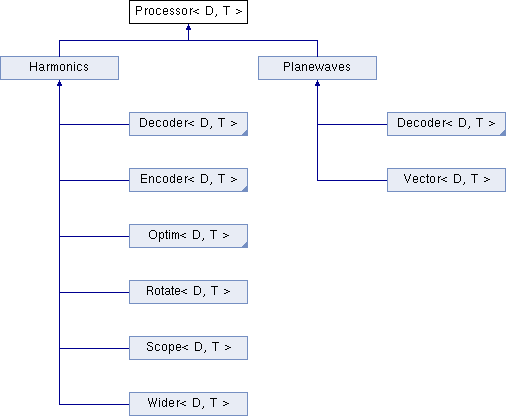 Processor< D, T >
Harmonics
Planewaves
Decoder< D, T >
Decoder< D, T >
Encoder< D, T >
Vector< D, T >
Optim< D, T >
Rotate< D, T >
Scope< D, T >
Wider< D, T >